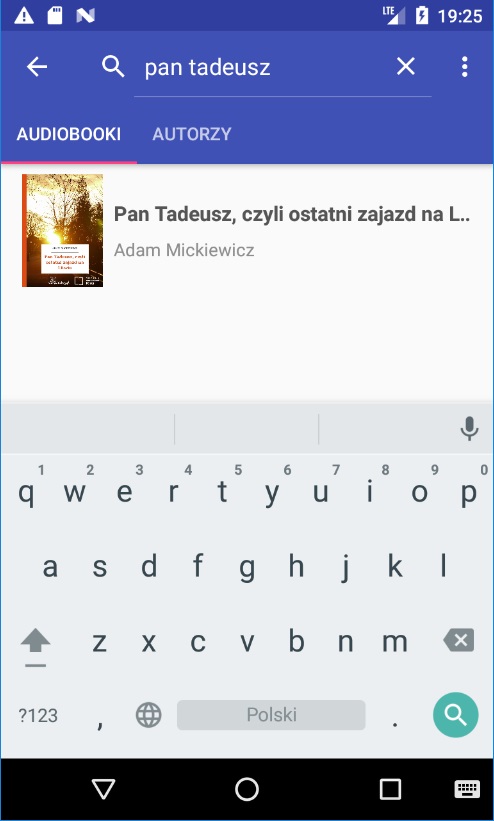 LTE 19:25
pan tadeusz
AUDIOBOOKI AUTORZY
Pan Tadeusz, czyli ostatni zajazd na L..
Adam Mickiewicz
Pan Tadeusz, czyli
ostatni zajazd na
Litwie
1 2 3 4 5 6 7 8 9 0
q w e r t y u i o p
a s d f g h j k l
z x c v b n m
?123 , Polski .